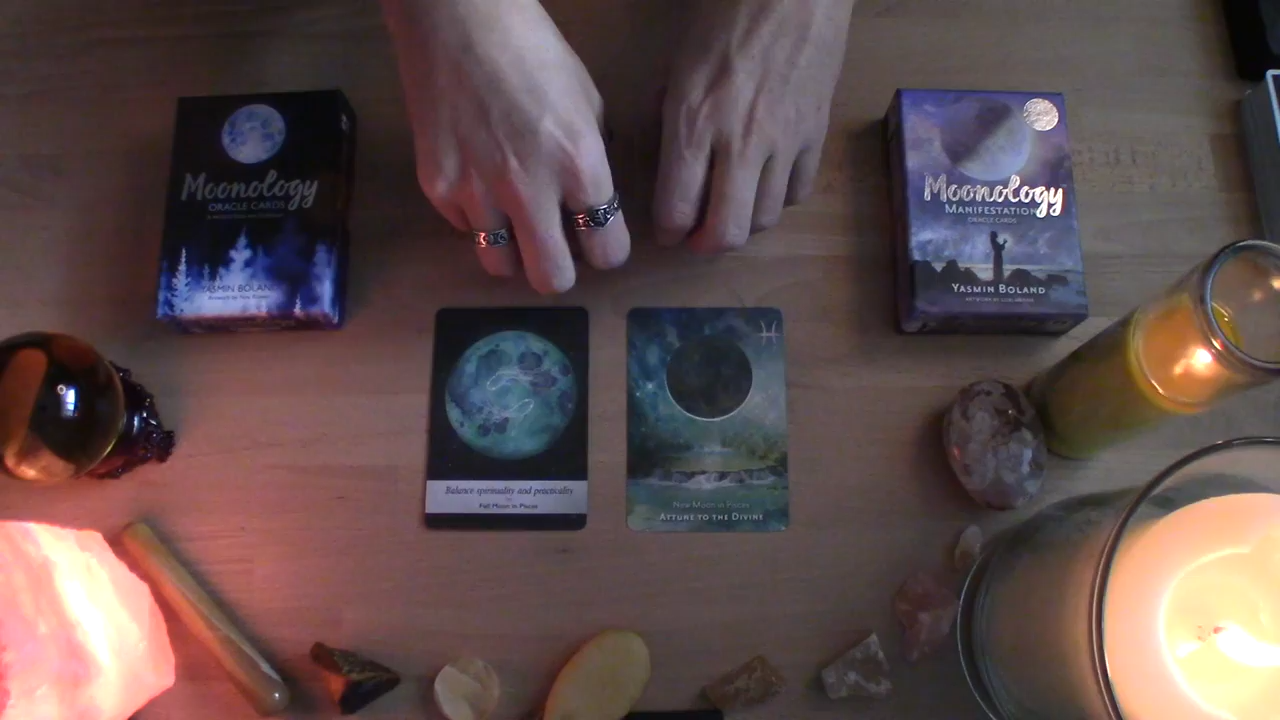 Moonology
ORACLE CARDS
YASMIN BOLAND
Moonology
MANIFESTATION
ORACLE CARDS
YASMIN BOLAND
Balance spirituality and practicality
Full Moon in Pisces
New Moon in Pisces
ATTUNE TO THE DIVINE